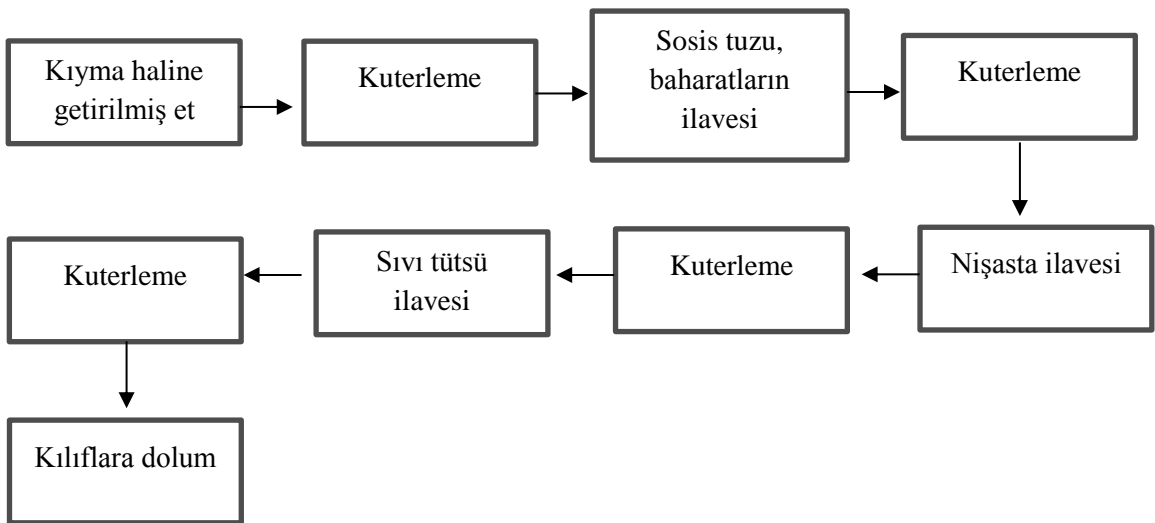 Kıyma haline
getirilmiş et
Kuterleme
Sosis tuzu,
baharatların
ilavesi
Kuterleme
Nişasta ilavesi
Kuterleme
Sıvı tütsü
ilavesi
Kuterleme
Kılıflara dolum